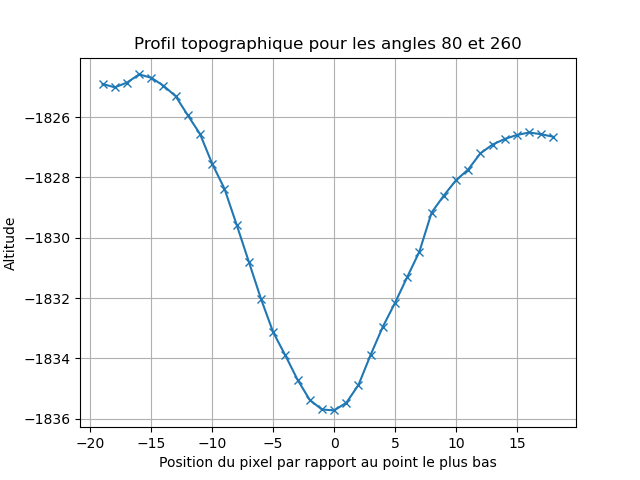 Profil topographique pour les angles 80 et 260
−1826
−1828
−1830
−1832
−1834
−1836
Altitude
−20 −15 −10 −5 0 5 10 15
Position du pixel par rapport au point le plus bas